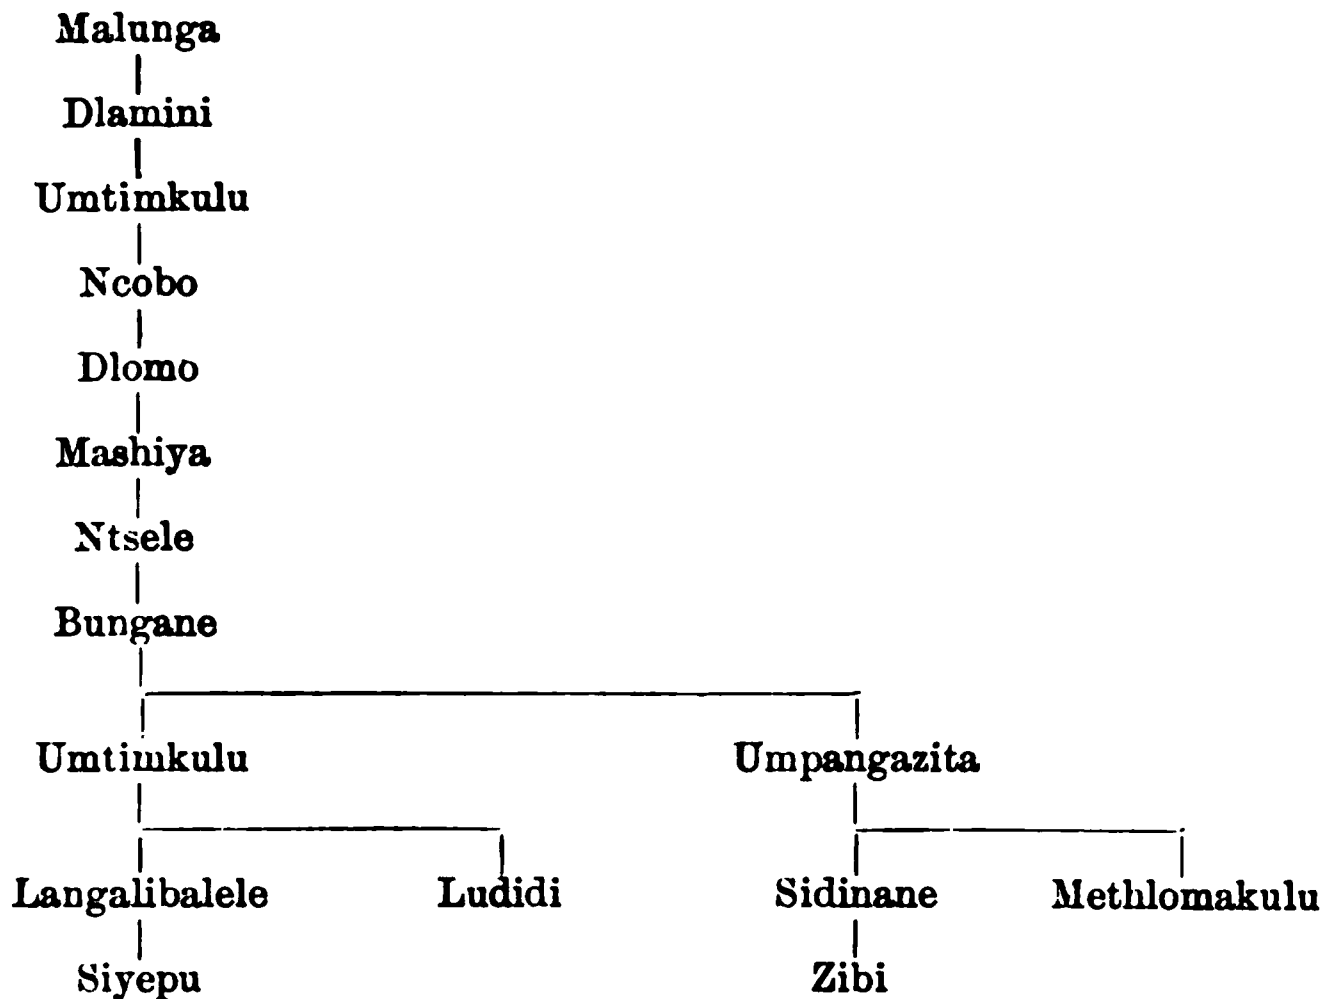 Malunga
Dlamini
Umtimkulu
Ncobo
Dlomo
Mashiya
Ntsele
Bungane
Umtimkulu Umpangazita
Langalibalele Ludidi Sidinane Methlomakulu
Siyepu Zibi